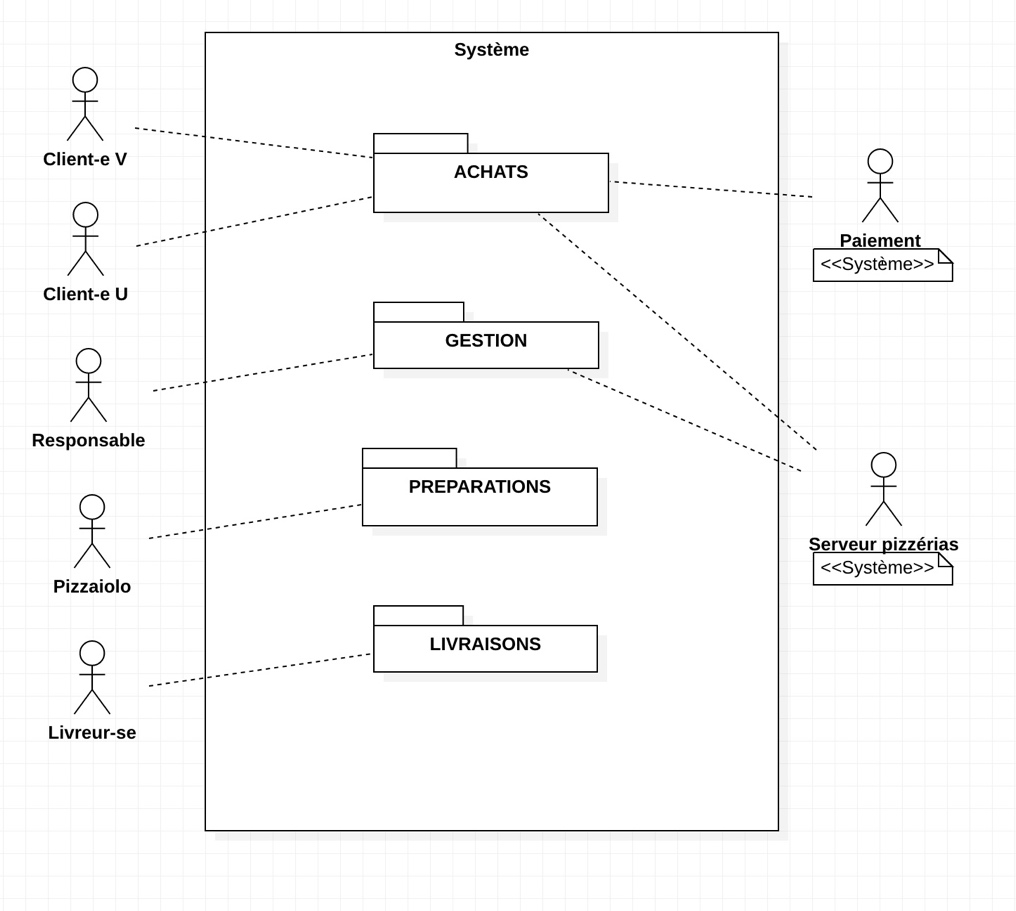 Système
Client-e V
ACHATS
Paiement
<<Système>>
Client-e U
GESTION
Responsable
PREPARATIONS
Serveur pizzérias
<<Système>>
Pizzaiolo
LIVRAISONS
Livreur-se